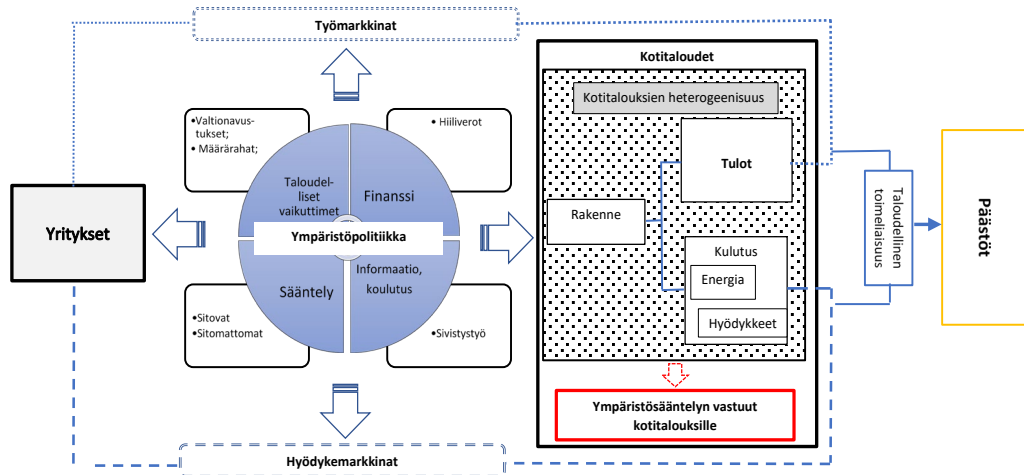 Työmarkkinat
Kotitaloudet
Kotitalouksien heterogeenisuus
•Valtionavus-
tukset;
• Määrärahat;
• Hiiliverot
Taloudel-
liset
vaikuttimet
Finanssi
Tulot
Rakenne
Yritykset
Ympäristöpolitiikka
Taloudellinen
toimeliaisuus
Päästöt
Kulutus
Energia
Hyödykkeet
Sääntely
Informaatio,
koulutus
•Sitovat
•Sitomattomat
•Sivistystyö
Ympäristösääntelyn vastuut
kotitalouksille
Hyödykemarkkinat